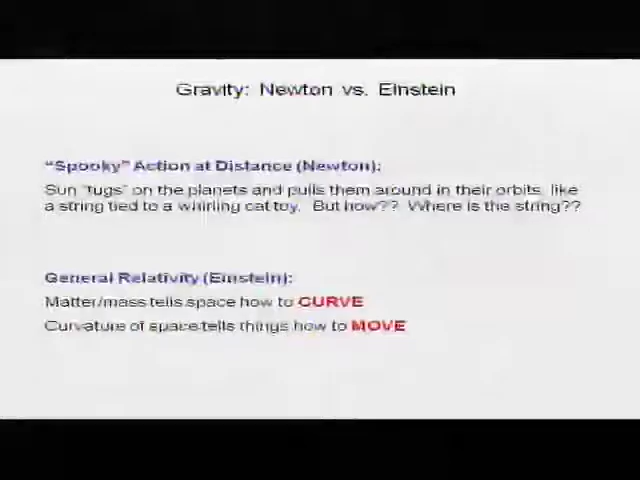 Gravity: Newton vs. Einstein
“Spooky” Action at Distance (Newton):
Sun “tugs” on the planets and pulls them around in their orbits, like
a string tied to a whirling cat toy. But how?? Where is the string??
General Relativity (Einstein):
Matter/mass tells space how to CURVE
Curvature of space tells things how to MOVE